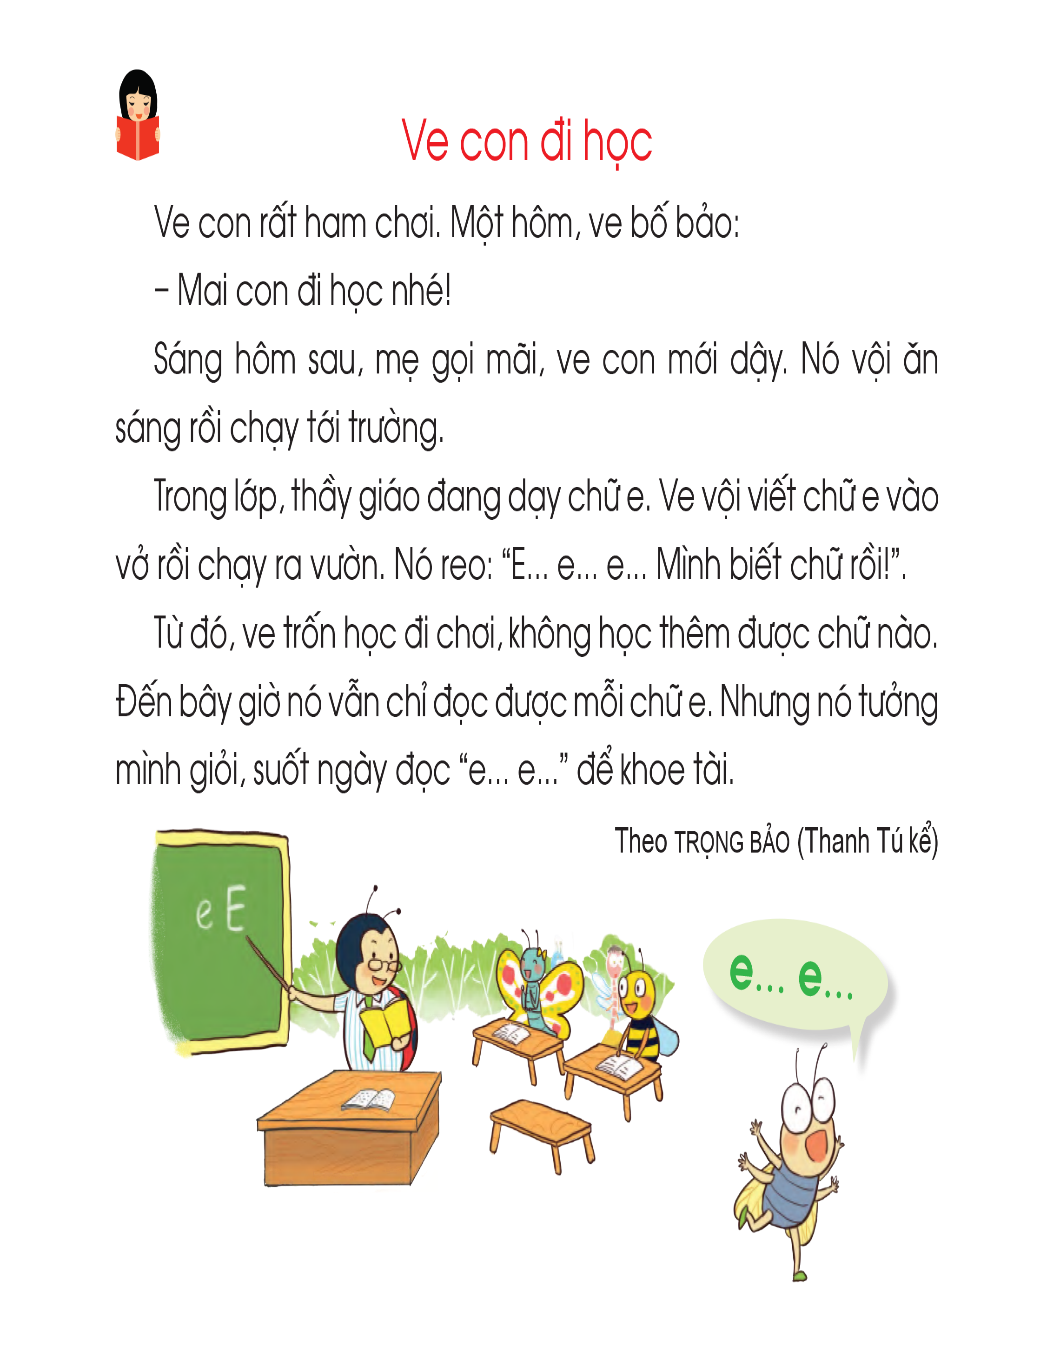 Ve con đi học
Ve con rất ham chơi. Một hôm, ve bố bảo:
– Mai con đi học nhé!
Sáng hôm sau, mẹ gọi mãi, ve con mới dậy. Nó vội ăn
sáng rồi chạy tới trường.
Trong lớp, thầy giáo đang dạy chữ e. Ve vội viết chữ e vào
vở rồi chạy ra vườn. Nó reo: “E... e... e... Mình biết chữ rồi!”.
Từ đó, ve trốn học đi chơi, không học thêm được chữ nào.
Đến bây giờ nó vẫn chỉ đọc được mỗi chữ e. Nhưng nó tưởng
mình giỏi, suốt ngày đọc “e... e...” để khoe tài.
Theo TRỌNG BẢO (Thanh Tú kể)
e E
e... e...